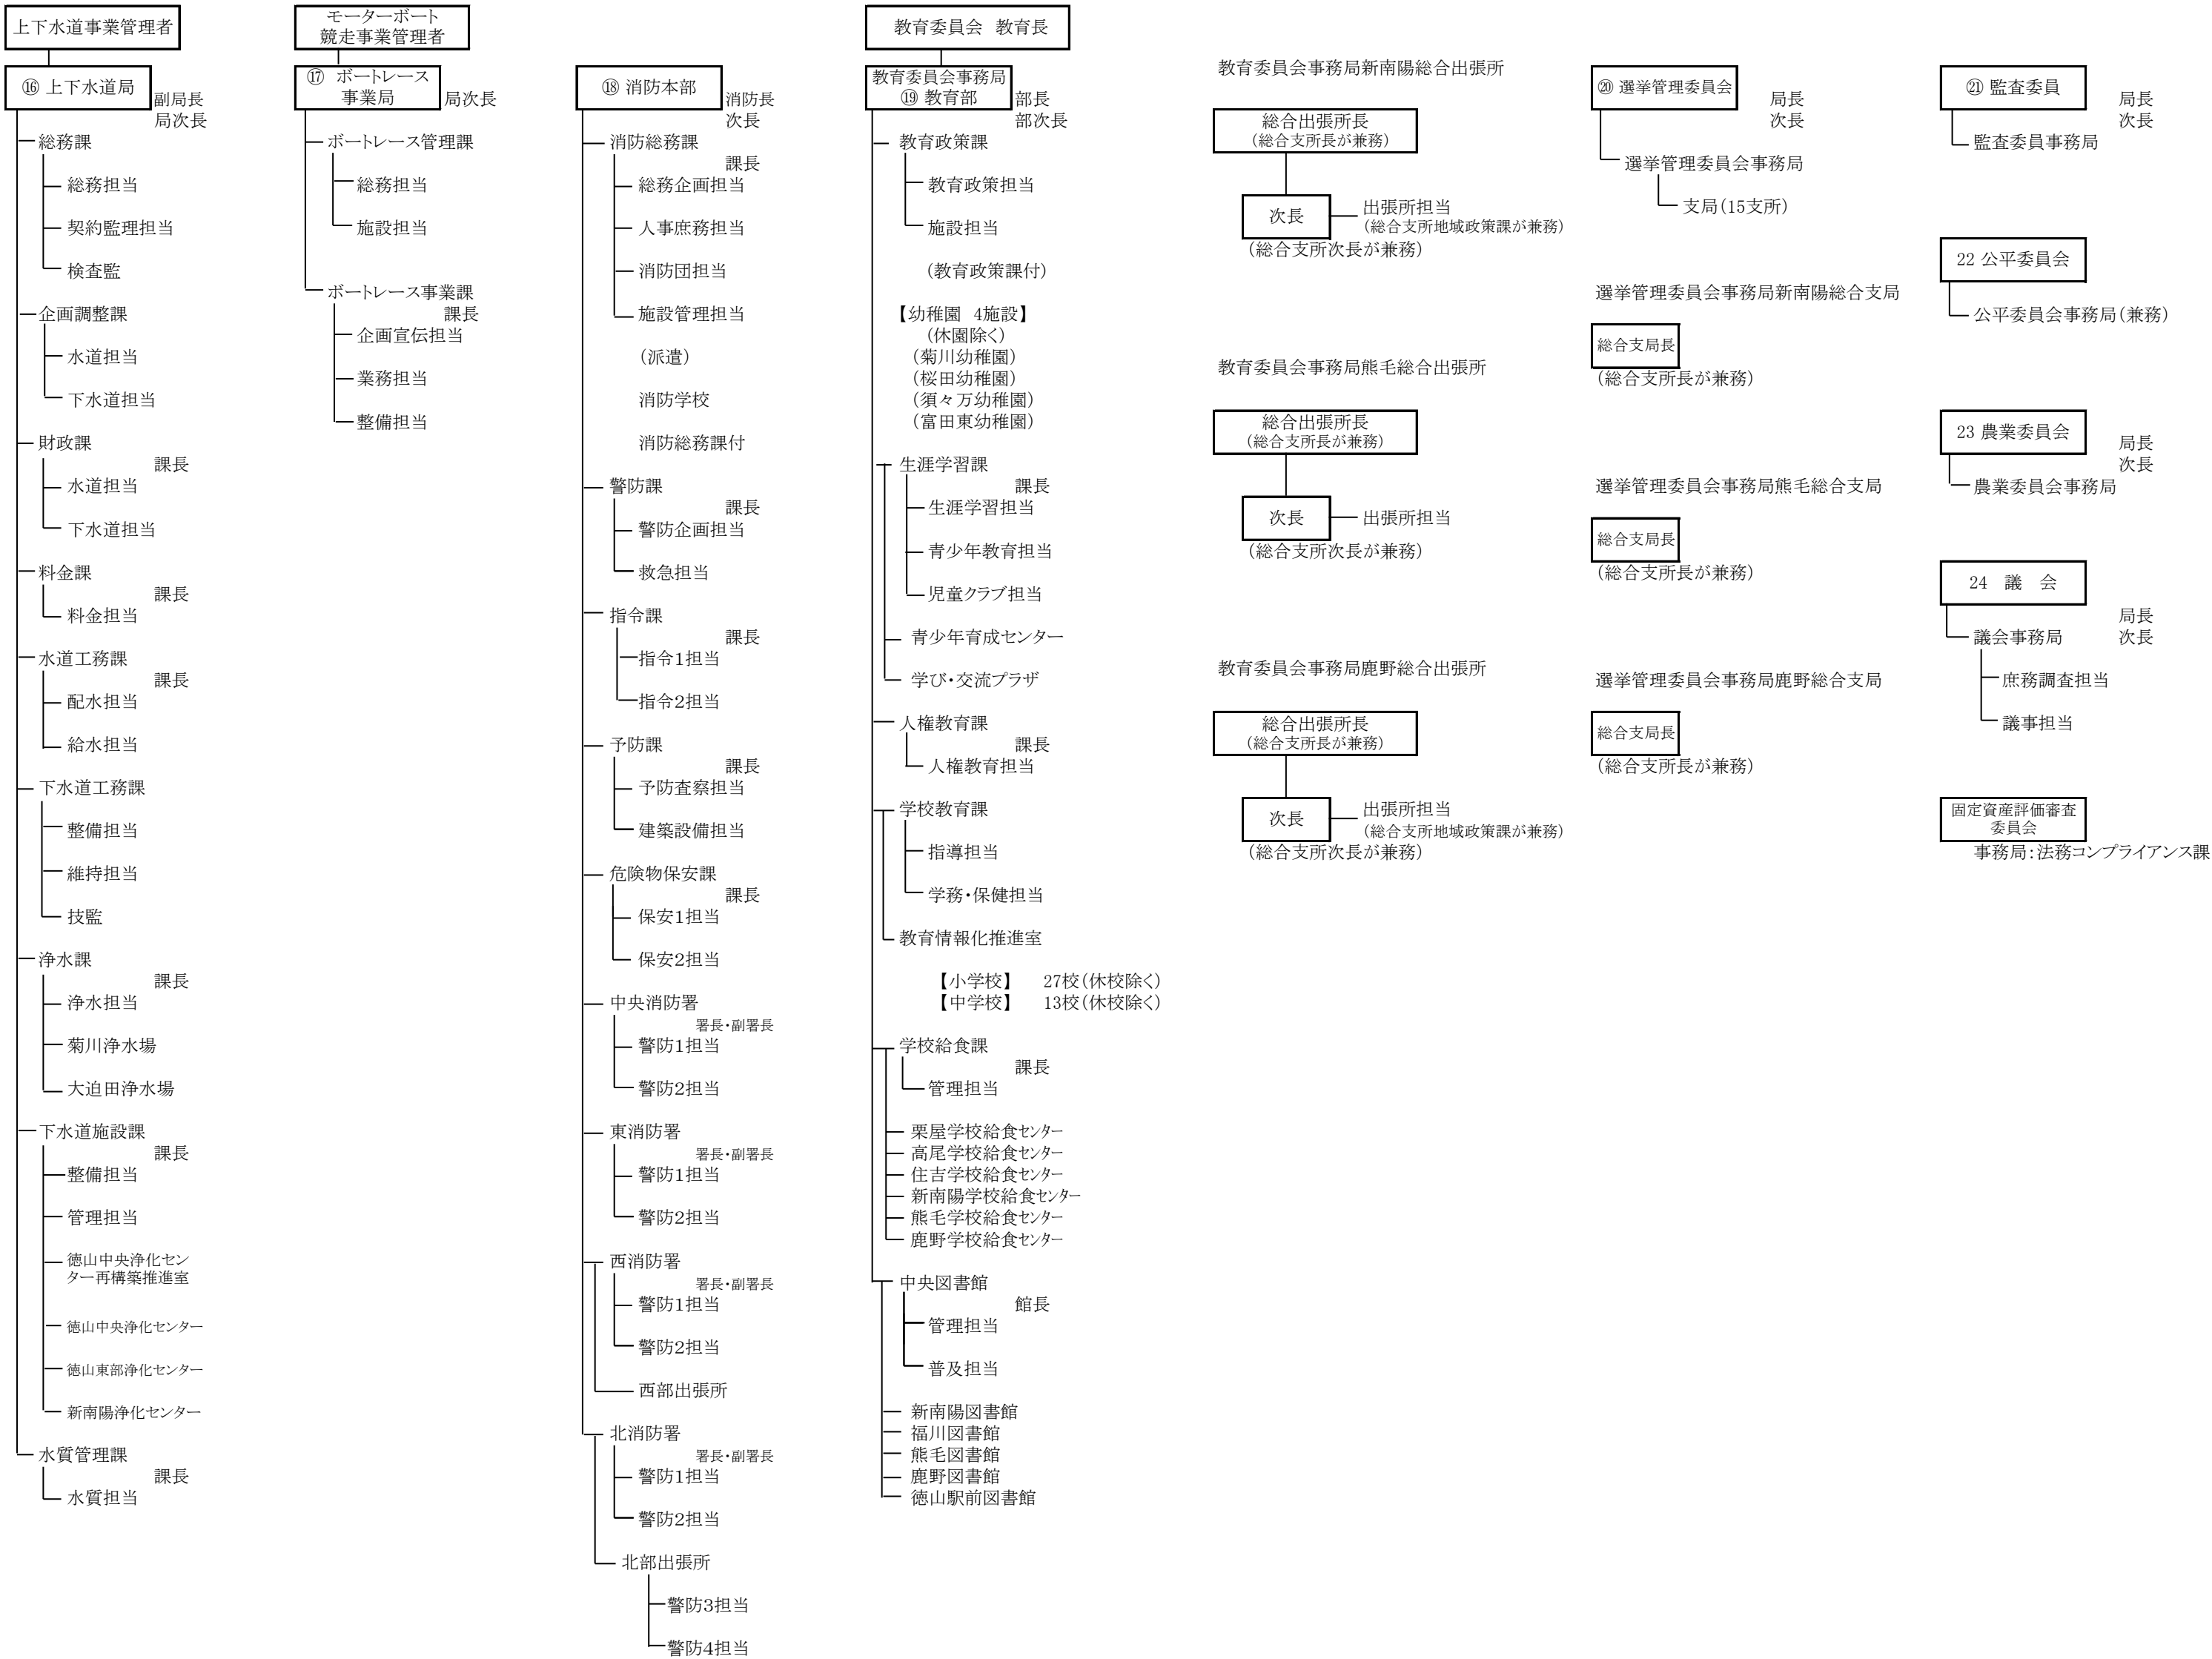 上下水道事業管理者
⑯ 上下水道局
副局長
局次長
総務課
総務担当
契約監理担当
検査監
企画調整課
水道担当
下水道担当
財政課
課長
水道担当
下水道担当
料金課
課長
料金担当
水道工務課
課長
配水担当
給水担当
下水道工務課
整備担当
維持担当
技監
浄水課
課長
浄水担当
菊川浄水場
大迫田浄水場
下水道施設課
課長
整備担当
管理担当
徳山中央浄化セン
ター再構築推進室
徳山中央浄化センター
徳山東部浄化センター
新南陽浄化センター
水質管理課
課長
水質担当
モーターボート
競走事業管理者
⑰ ボートレース
事業局
局次長
ボートレース管理課
総務担当
施設担当
ボートレース事業課
課長
企画宣伝担当
業務担当
整備担当
⑱ 消防本部
消防長
次長
消防総務課
課長
総務企画担当
人事庶務担当
消防団担当
施設管理担当
（派遣）
消防学校
消防総務課付
警防課
課長
警防企画担当
救急担当
指令課
課長
指令1担当
指令2担当
予防課
課長
予防査察担当
建築設備担当
危険物保安課
課長
保安1担当
保安2担当
中央消防署
署長・副署長
警防1担当
警防2担当
東消防署
署長・副署長
警防1担当
警防2担当
西消防署
署長・副署長
警防1担当
警防2担当
西部出張所
北消防署
署長・副署長
警防1担当
警防2担当
北部出張所
警防3担当
警防4担当
教育委員会　教育長
教育委員会事務局
⑲ 教育部
部長
部次長
教育政策課
教育政策担当
施設担当
（教育政策課付）
【幼稚園　4施設】
（休園除く）
（菊川幼稚園）
（桜田幼稚園）
（須々万幼稚園）
（富田東幼稚園）
生涯学習課
課長
生涯学習担当
青少年教育担当
児童クラブ担当
青少年育成センター
学び・交流プラザ
人権教育課
課長
人権教育担当
学校教育課
指導担当
学務・保健担当
教育情報化推進室
【小学校】　27校（休校除く）
【中学校】　13校（休校除く）
学校給食課
課長
管理担当
栗屋学校給食センター
高尾学校給食センター
住吉学校給食センター
新南陽学校給食センター
熊毛学校給食センター
鹿野学校給食センター
中央図書館
館長
管理担当
普及担当
新南陽図書館
福川図書館
熊毛図書館
鹿野図書館
徳山駅前図書館
教育委員会事務局新南陽総合出張所
総合出張所長
（総合支所長が兼務）
次長
出張所担当
（総合支所地域政策課が兼務）
（総合支所次長が兼務）
教育委員会事務局熊毛総合出張所
総合出張所長
（総合支所長が兼務）
次長
出張所担当
（総合支所次長が兼務）
教育委員会事務局鹿野総合出張所
総合出張所長
（総合支所長が兼務）
次長
出張所担当
（総合支所地域政策課が兼務）
（総合支所次長が兼務）
⑳ 選挙管理委員会
局長
次長
選挙管理委員会事務局
支局（15支所）
選挙管理委員会事務局新南陽総合支局
総合支局長
（総合支所長が兼務）
選挙管理委員会事務局熊毛総合支局
総合支局長
（総合支所長が兼務）
選挙管理委員会事務局鹿野総合支局
総合支局長
（総合支所長が兼務）
㉑ 監査委員
局長
次長
監査委員事務局
22 公平委員会
公平委員会事務局（兼務）
23 農業委員会
局長
次長
農業委員会事務局
24　議　会
局長
次長
議会事務局
庶務調査担当
議事担当
固定資産評価審査
委員会
事務局：法務コンプライアンス課